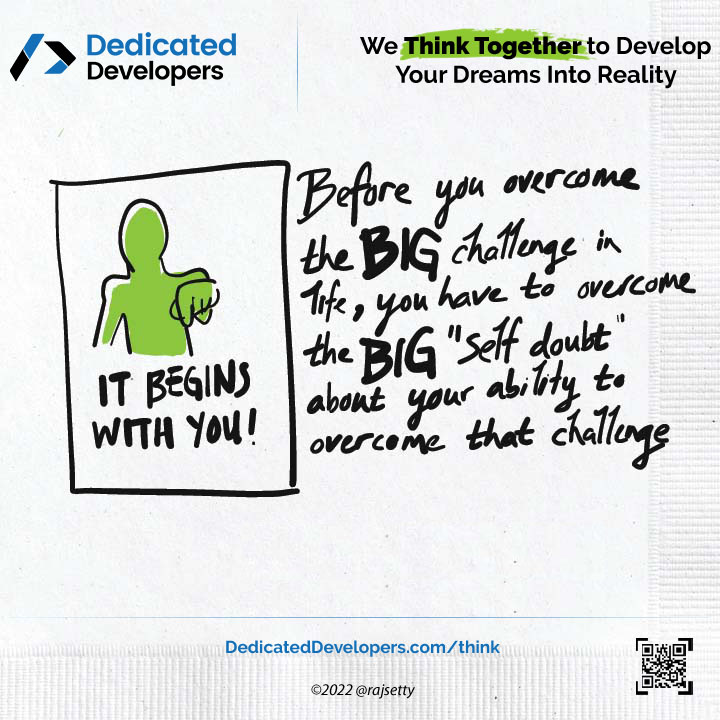 Dedicated
Developers
We Think Together to Develop
Your Dreams Into Reality
IT BEGINS
WITH YOU!
Before you overcome
the BIG challenge in
life, you have to overcome
the BIG "self doubt"
about your ability to
overcome that challenge
DedicatedDevelopers.com/think
©2022 @rajsetty